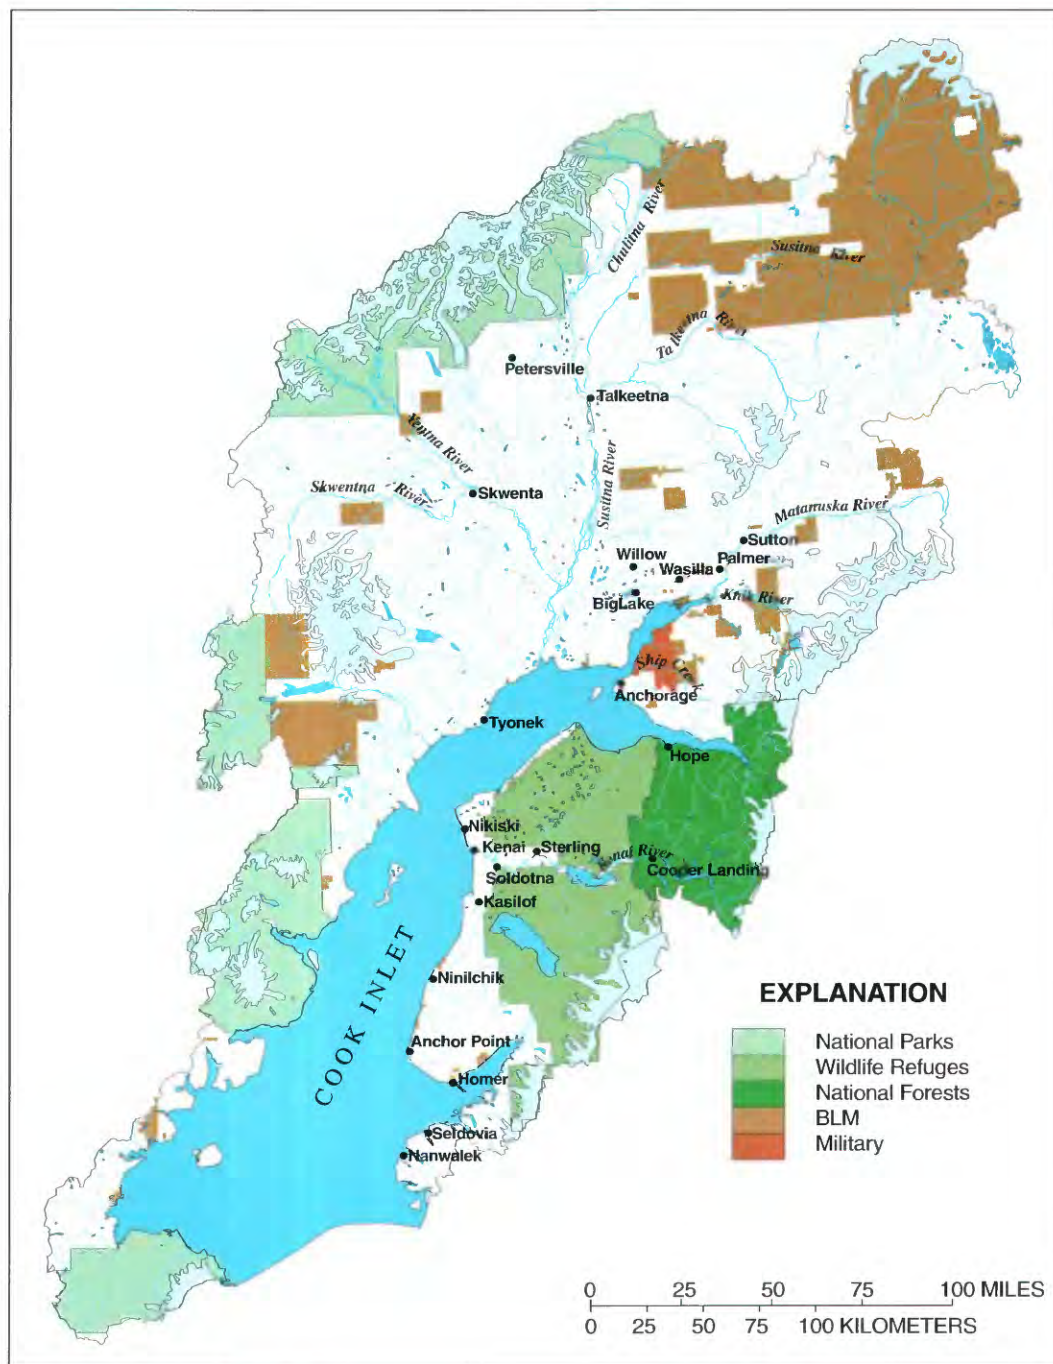 Chulitna River
Susitna River
Talkeetna River
Petersville
Talkeetna
Yentna River
Susitna River
Skwentna River
Skwenta
Matanuska River
Sutton
Willow
Palmer
Wasilla
BigLake
Knik River
Ship Creek
Anchorage
Tyonek
Hope
Nikiski
Kenai
Sterling
Kenai River
Cooper Landing
Soldotna
Kasilof
COOK INLET
Ninilchik
Anchor Point
Homer
Seldovia
Nanwalek
EXPLANATION
National Parks
Wildlife Refuges
National Forests
BLM
Military
0 25 50 75 100 MILES
0 25 50 75 100 KILOMETERS